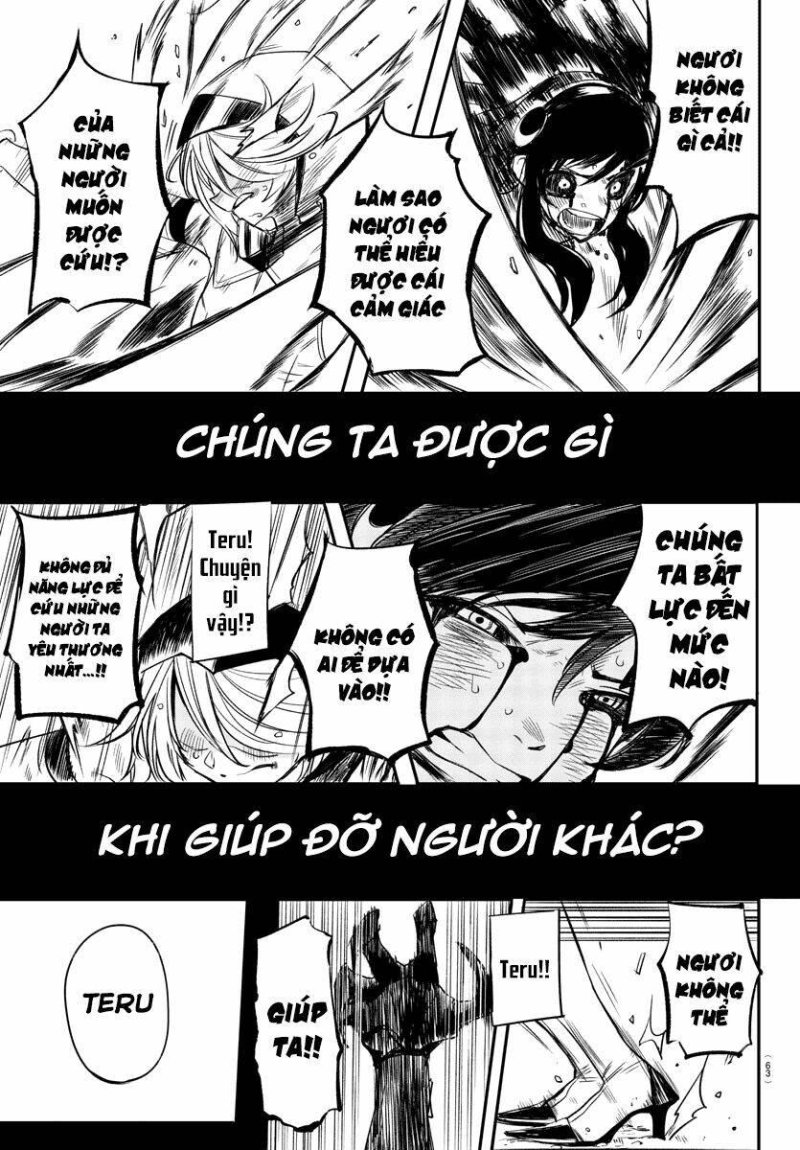 NGƯƠI
KHÔNG
BIẾT CÁI
GÌ CẢ!!
LÀM SAO
NGƯƠI CÓ
THỂ HIỂU
ĐƯỢC CÁI
CẢM GIÁC
CỦA
NHỮNG
NGƯỜI
MUỐN
ĐƯỢC
CỨU!?
CHÚNG TA ĐƯỢC GÌ
CHÚNG
TA BẤT
LỰC ĐẾN
MỨC
NÀO!
KHÔNG CÓ
AI ĐỂ DỰA
VÀO!!
Teru!
Chuyện
gì
vậy!?
KHÔNG ĐỦ
NĂNG LỰC ĐỂ
CỨU NHỮNG
NGƯỜI TA
YÊU THƯƠNG
NHẤT...!!
KHI GIÚP ĐỠ NGƯỜI KHÁC?
NGƯƠI
KHÔNG
THỂ
Teru!!
GIÚP
TA!!
TERU
(63)